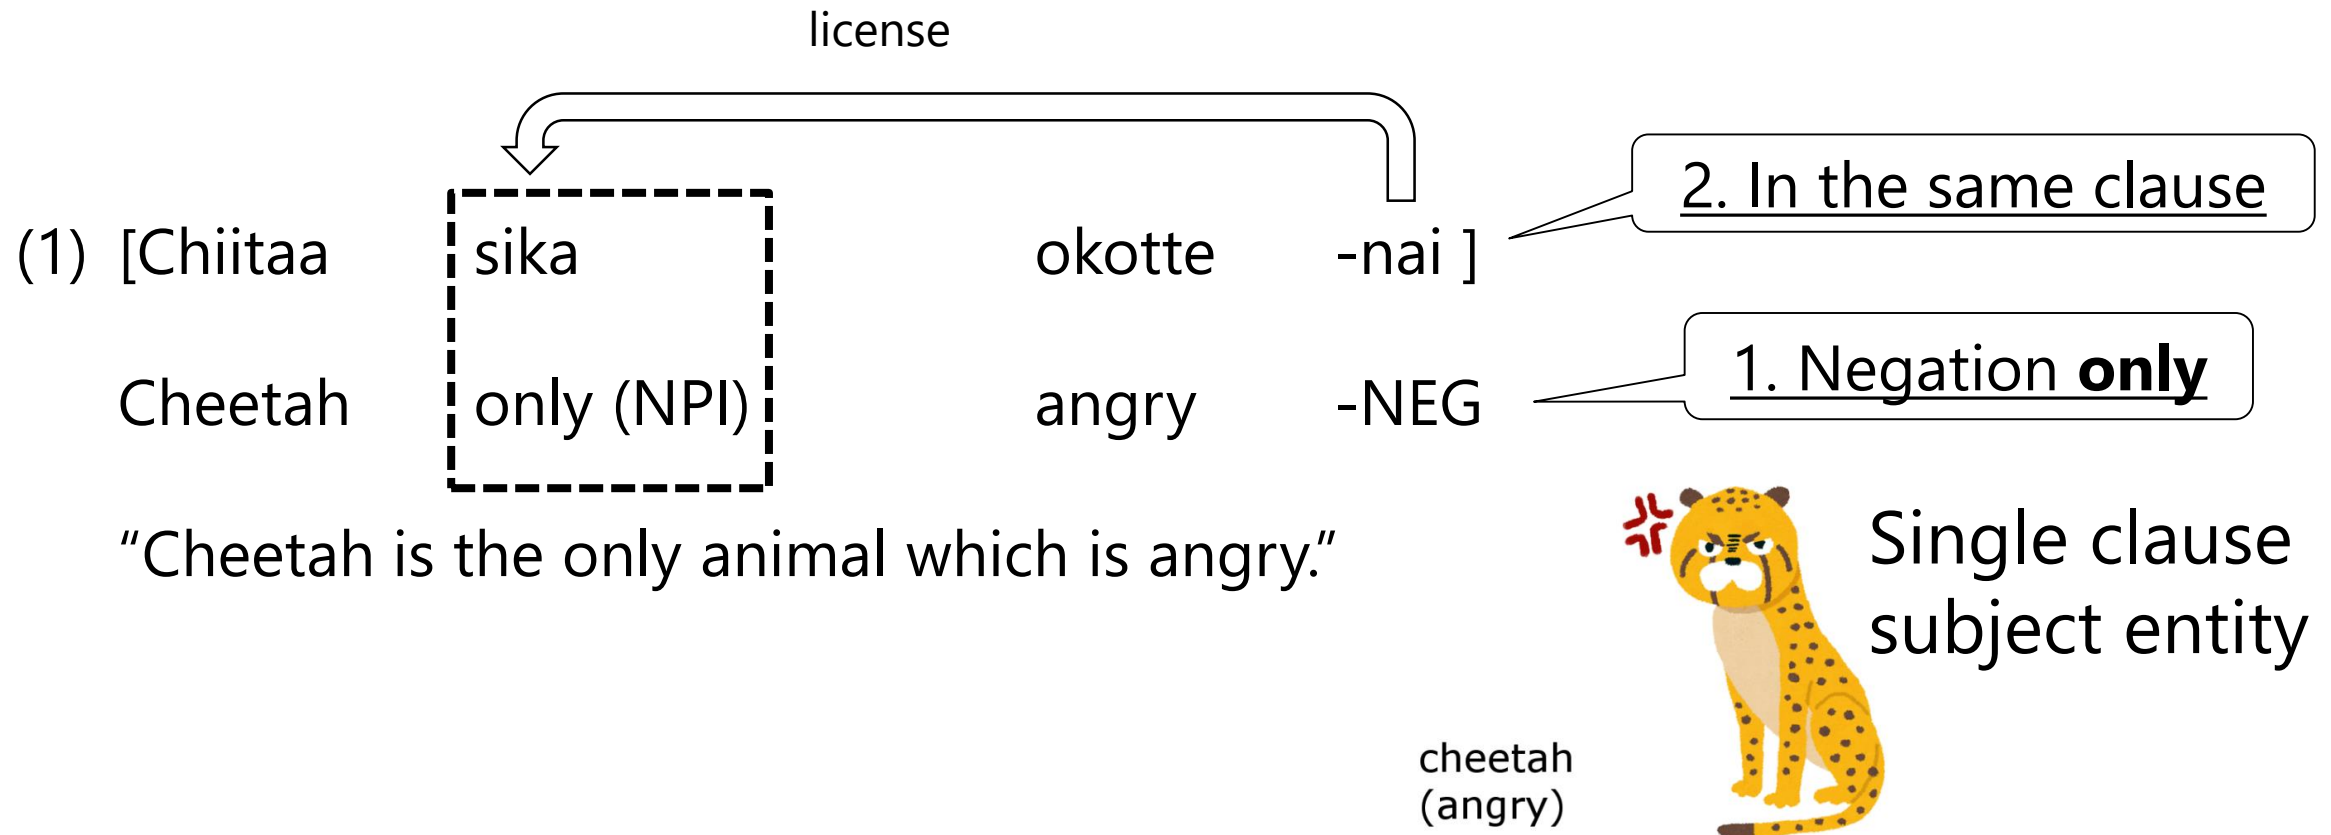 license
2. In the same clause
(1) [Chiitaa sika okotte -nai ]
1. Negation only
Cheetah only (NPI) angry -NEG
“Cheetah is the only animal which is angry.”
Single clause
subject entity
cheetah
(angry)